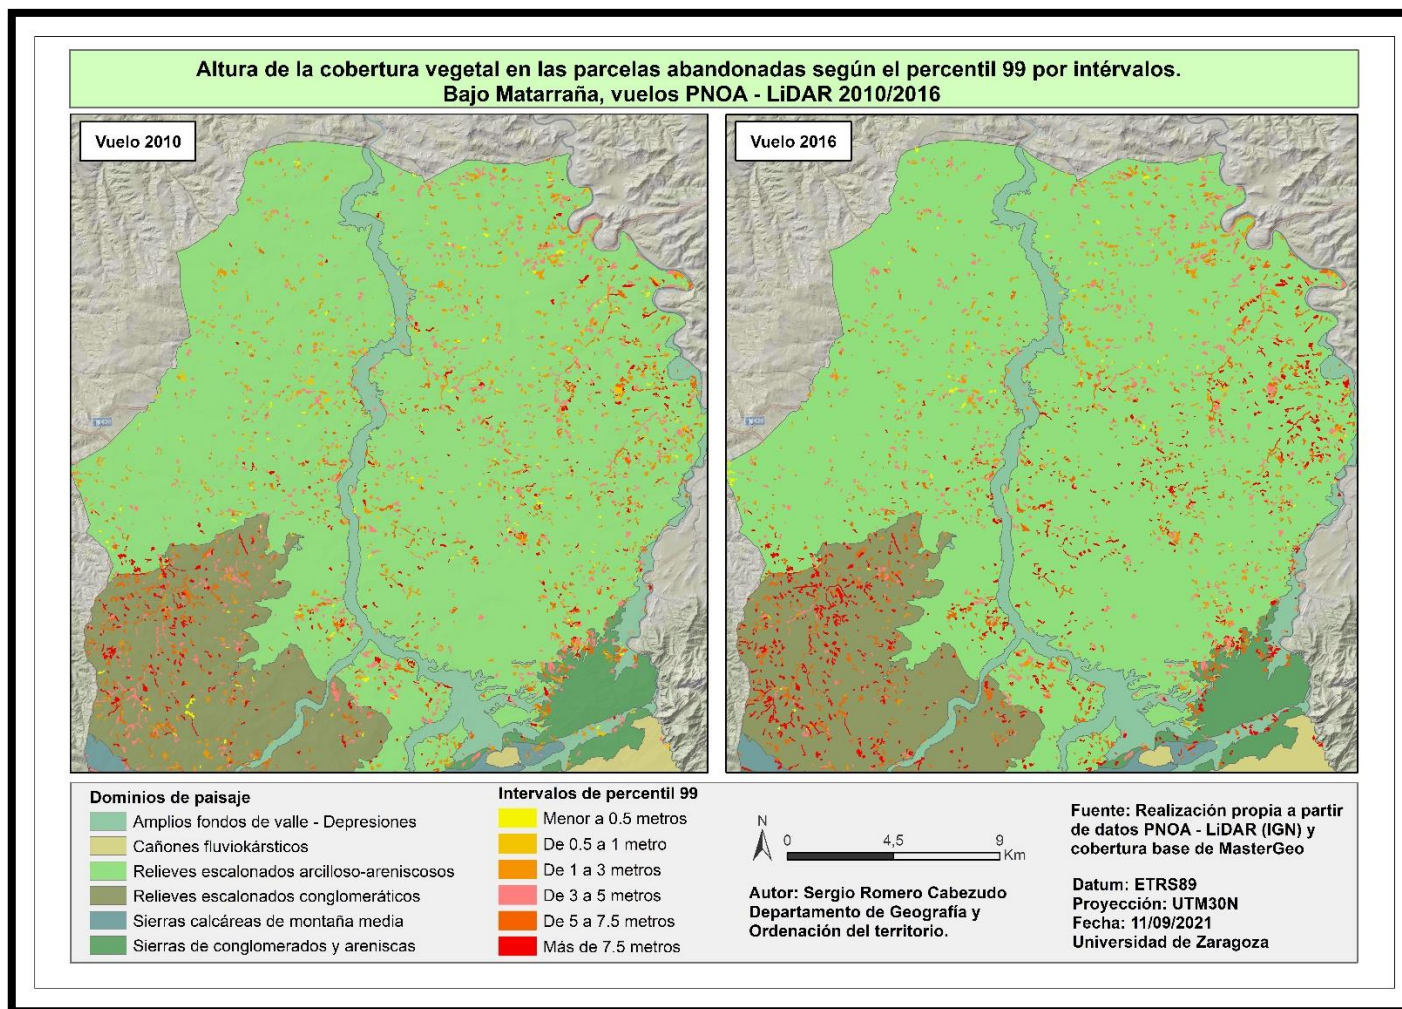 Altura de la cobertura vegetal en las parcelas abandonadas según el percentil 99 por intérvalos.
Bajo Matarraña, vuelos PNOA - LiDAR 2010/2016
Vuelo 2010
Vuelo 2016
Dominios de paisaje
Amplios fondos de valle - Depresiones
Cañones fluviokársticos
Relieves escalonados arcilloso-areniscosos
Relieves escalonados conglomeráticos
Sierras calcáreas de montaña media
Sierras de conglomerados y areniscas
Intervalos de percentil 99
Menor a 0.5 metros
De 0.5 a 1 metro
De 1 a 3 metros
De 3 a 5 metros
De 5 a 7.5 metros
Más de 7.5 metros
N
0 4,5 9
Km
Autor: Sergio Romero Cabezudo
Departamento de Geografía y
Ordenación del territorio.
Fuente: Realización propia a partir
de datos PNOA - LiDAR (IGN) y
cobertura base de MasterGeo
Datum: ETRS89
Proyección: UTM30N
Fecha: 11/09/2021
Universidad de Zaragoza